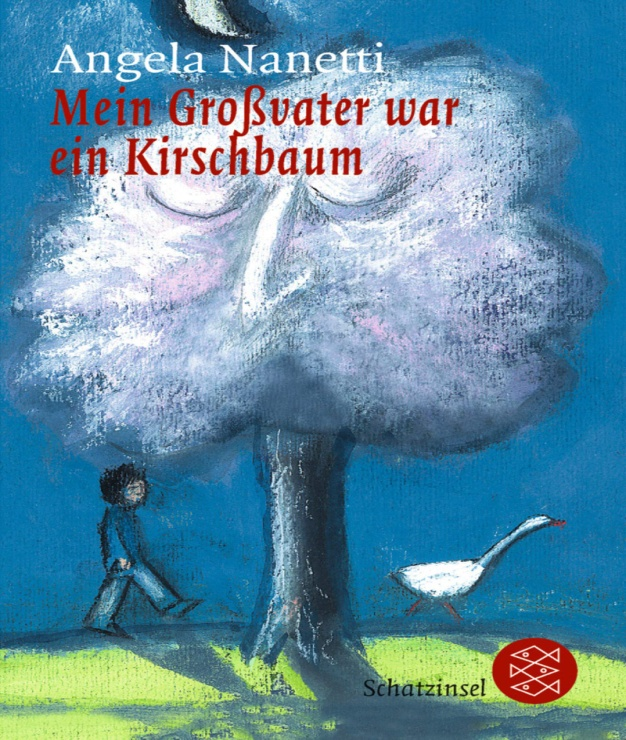 Angela Nanetti
Mein Großvater war
ein Kirschbaum
Schatzinsel